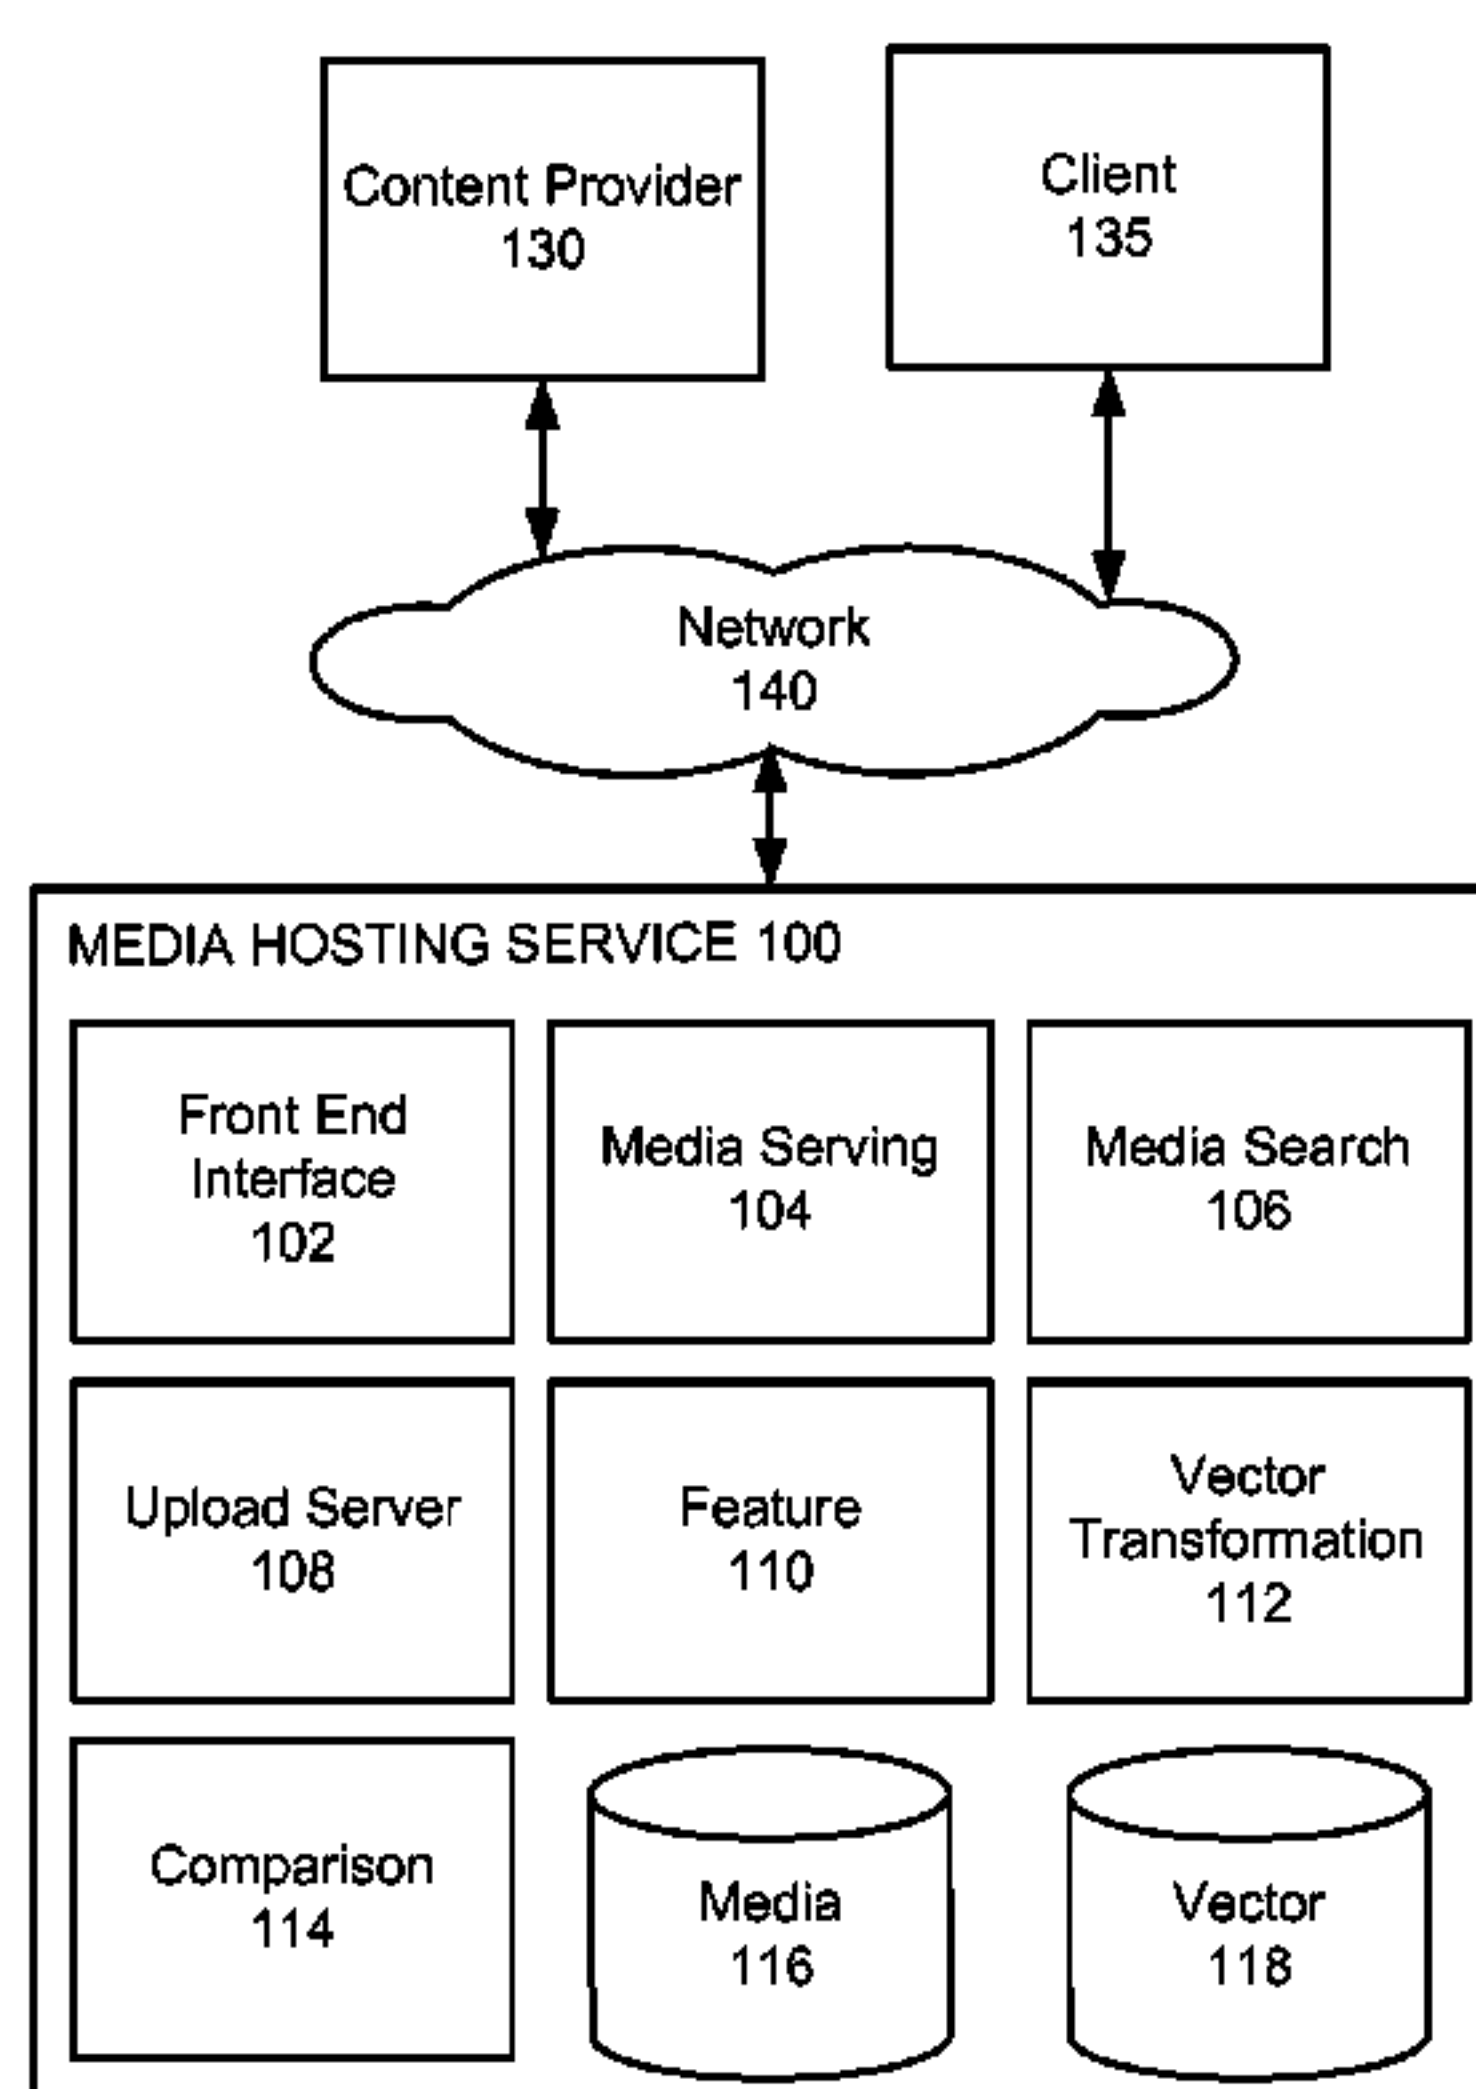 Content Provider
130
Client
135
Network
140
MEDIA HOSTING SERVICE 100
Front End
Interface
102
Media Serving
104
Media Search
106
Upload Server
108
Feature
110
Vector
Transformation
112
Comparison
114
Media
116
Vector
118